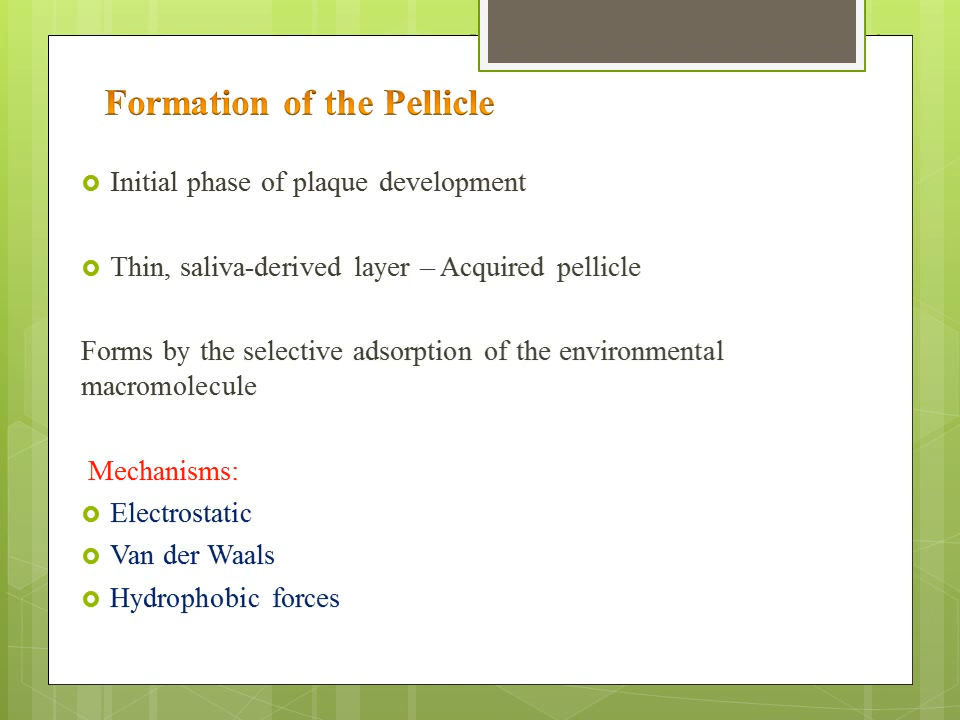 Formation of the Pellicle
Initial phase of plaque development
Thin, saliva-derived layer – Acquired pellicle
Forms by the selective adsorption of the environmental
macromolecule
Mechanisms:
Electrostatic
Van der Waals
Hydrophobic forces